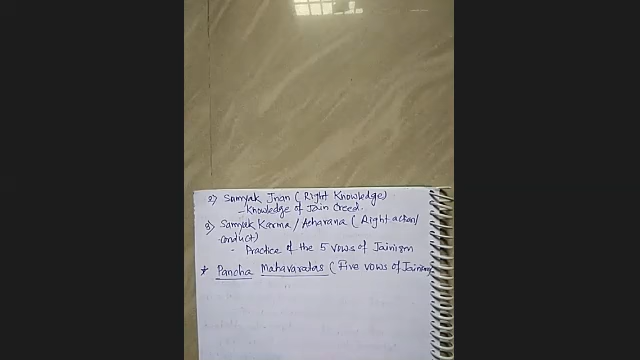 2) Samyak Jnan (Right Knowledge)
- Knowledge of Jain Creed.
3) Samyak Karma / Acharana (Right action/
conduct)
- Practice of the 5 vows of Jainism
* Pancha Mahavaratas (Five vows of Jainism)